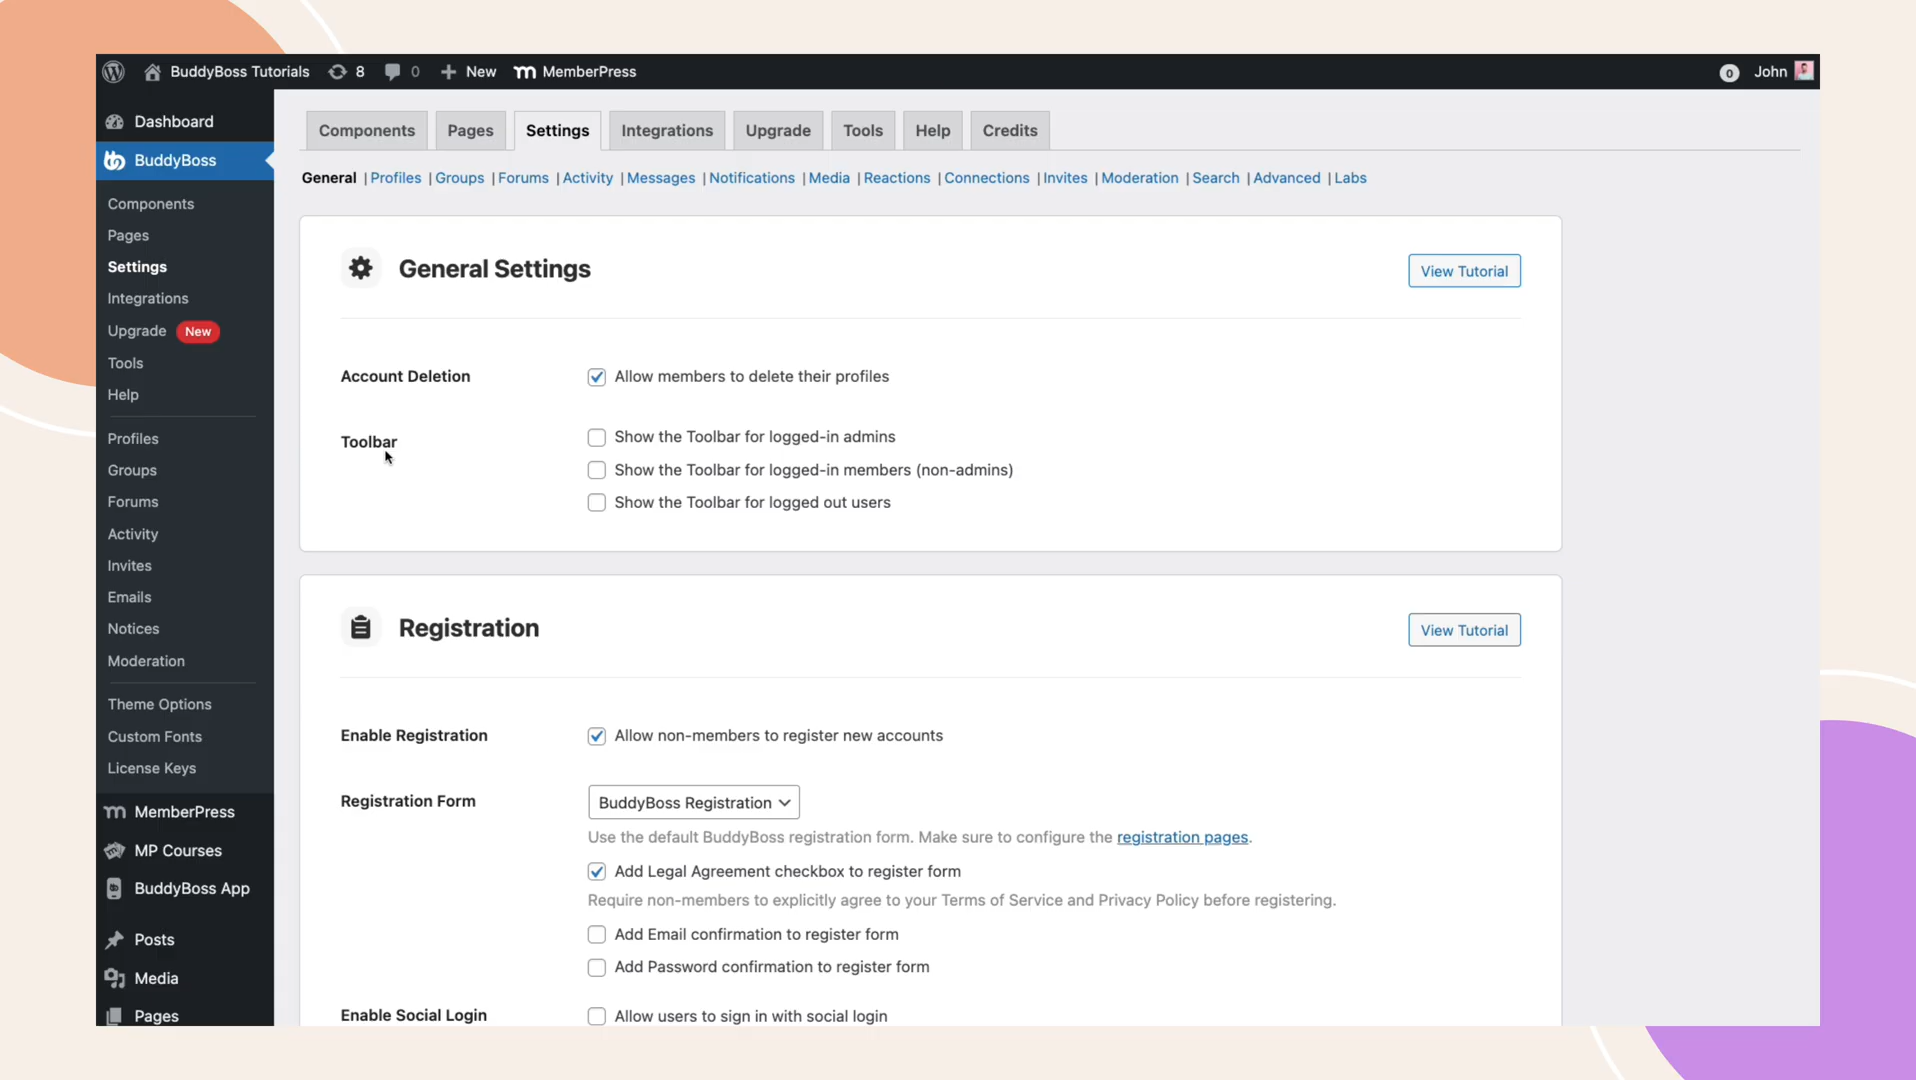 BuddyBoss Tutorials 8 0 New MemberPress 0 John
Dashboard
BuddyBoss
Components
Pages
Settings
Integrations
Upgrade New
Tools
Help
Profiles
Groups
Forums
Activity
Invites
Emails
Notices
Moderation
Theme Options
Custom Fonts
License Keys
MemberPress
MP Courses
BuddyBoss App
Posts
Media
Pages
Components Pages Settings Integrations Upgrade Tools Help Credits
General | Profiles | Groups | Forums | Activity | Messages | Notifications | Media | Reactions | Connections | Invites | Moderation | Search | Advanced | Labs
General Settings View Tutorial
Account Deletion Allow members to delete their profiles
Toolbar Show the Toolbar for logged-in admins
Show the Toolbar for logged-in members (non-admins)
Show the Toolbar for logged out users
Registration View Tutorial
Enable Registration Allow non-members to register new accounts
Registration Form BuddyBoss Registration
Use the default BuddyBoss registration form. Make sure to configure the registration pages.
Add Legal Agreement checkbox to register form
Require non-members to explicitly agree to your Terms of Service and Privacy Policy before registering.
Add Email confirmation to register form
Add Password confirmation to register form
Enable Social Login Allow users to sign in with social login